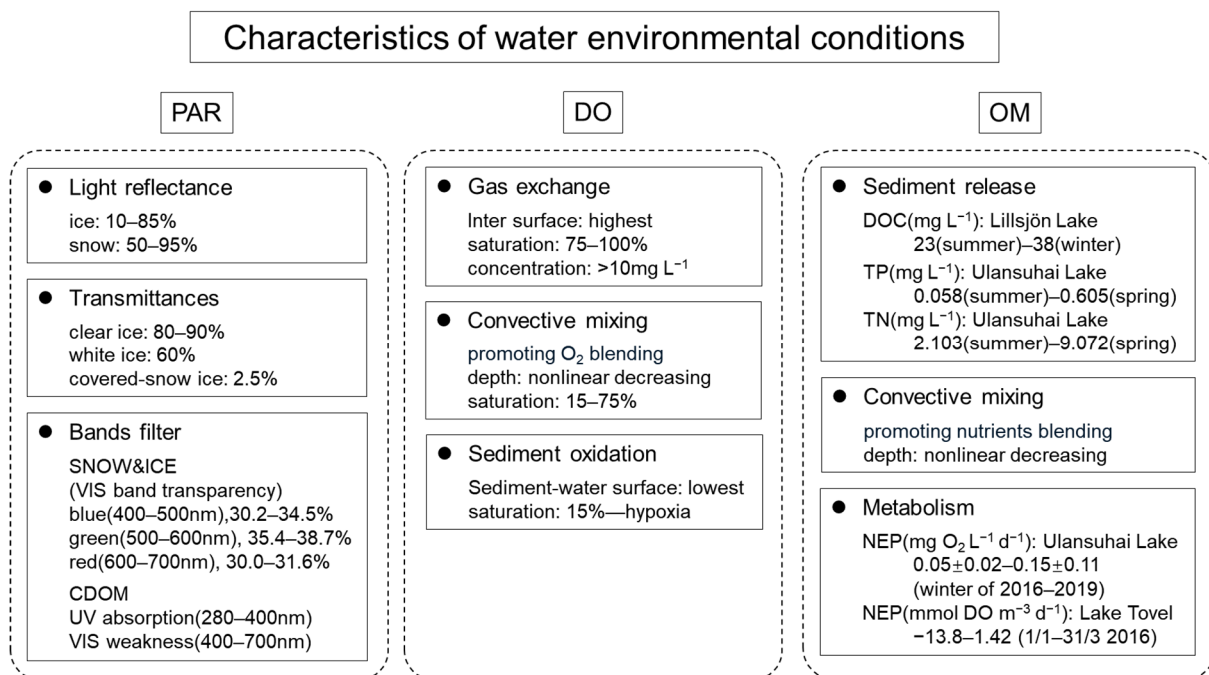 Characteristics of water environmental conditions
PAR
● Light reflectance
ice: 10–85%
snow: 50–95%
● Transmittances
clear ice: 80–90%
white ice: 60%
covered-snow ice: 2.5%
● Bands filter
SNOW&ICE
(VIS band transparency)
blue(400–500nm),30.2–34.5%
green(500–600nm), 35.4–38.7%
red(600–700nm), 30.0–31.6%
CDOM
UV absorption(280–400nm)
VIS weakness(400–700nm)
DO
● Gas exchange
Inter surface: highest
saturation: 75–100%
concentration: >10mg L⁻¹
● Convective mixing
promoting O₂ blending
depth: nonlinear decreasing
saturation: 15–75%
● Sediment oxidation
Sediment-water surface: lowest
saturation: 15%—hypoxia
OM
● Sediment release
DOC(mg L⁻¹): Lillsjön Lake
23(summer)–38(winter)
TP(mg L⁻¹): Ulansuhai Lake
0.058(summer)–0.605(spring)
TN(mg L⁻¹): Ulansuhai Lake
2.103(summer)–9.072(spring)
● Convective mixing
promoting nutrients blending
depth: nonlinear decreasing
● Metabolism
NEP(mg O₂ L⁻¹ d⁻¹): Ulansuhai Lake
0.05±0.02–0.15±0.11
(winter of 2016–2019)
NEP(mmol DO m⁻³ d⁻¹): Lake Tovel
−13.8–1.42 (1/1–31/3 2016)